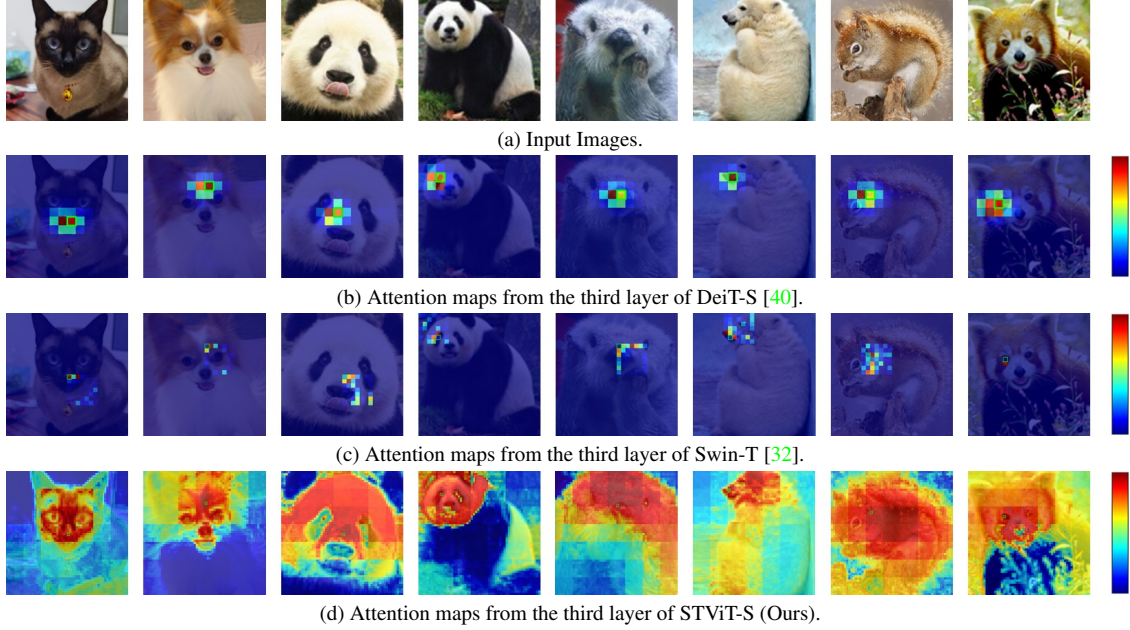 (a) Input Images.
(b) Attention maps from the third layer of DeiT-S [40].
(c) Attention maps from the third layer of Swin-T [32].
(d) Attention maps from the third layer of STViT-S (Ours).